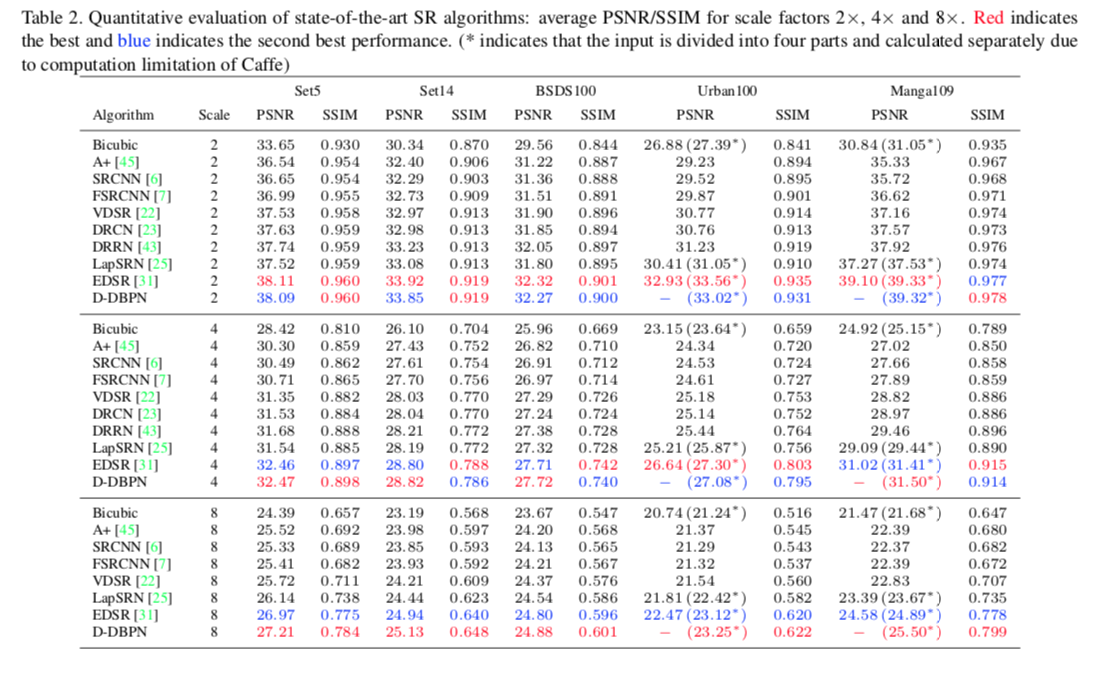 Table 2. Quantitative evaluation of state-of-the-art SR algorithms: average PSNR/SSIM for scale factors 2×, 4× and 8×. Red indicates
the best and blue indicates the second best performance. (* indicates that the input is divided into four parts and calculated separately due
to computation limitation of Caffe)
Set5 Set14 BSDS100 Urban100 Manga109
Algorithm Scale PSNR SSIM PSNR SSIM PSNR SSIM PSNR SSIM PSNR SSIM
Bicubic 2 33.65 0.930 30.34 0.870 29.56 0.844 26.88 (27.39*) 0.841 30.84 (31.05*) 0.935
A+ [45] 2 36.54 0.954 32.40 0.906 31.22 0.887 29.23 0.894 35.33 0.967
SRCNN [6] 2 36.65 0.954 32.29 0.903 31.36 0.888 29.52 0.895 35.72 0.968
FSRCNN [7] 2 36.99 0.955 32.73 0.909 31.51 0.891 29.87 0.901 36.62 0.971
VDSR [22] 2 37.53 0.958 32.97 0.913 31.90 0.896 30.77 0.914 37.16 0.974
DRCN [23] 2 37.63 0.959 32.98 0.913 31.85 0.894 30.76 0.913 37.57 0.973
DRRN [43] 2 37.74 0.959 33.23 0.913 32.05 0.897 31.23 0.919 37.92 0.976
LapSRN [25] 2 37.52 0.959 33.08 0.913 31.80 0.895 30.41 (31.05*) 0.910 37.27 (37.53*) 0.974
EDSR [31] 2 38.11 0.960 33.92 0.919 32.32 0.901 32.93 (33.56*) 0.935 39.10 (39.33*) 0.977
D-DBPN 2 38.09 0.960 33.85 0.919 32.27 0.900 – (33.02*) 0.931 – (39.32*) 0.978
Bicubic 4 28.42 0.810 26.10 0.704 25.96 0.669 23.15 (23.64*) 0.659 24.92 (25.15*) 0.789
A+ [45] 4 30.30 0.859 27.43 0.752 26.82 0.710 24.34 0.720 27.02 0.850
SRCNN [6] 4 30.49 0.862 27.61 0.754 26.91 0.712 24.53 0.724 27.66 0.858
FSRCNN [7] 4 30.71 0.865 27.70 0.756 26.97 0.714 24.61 0.727 27.89 0.859
VDSR [22] 4 31.35 0.882 28.03 0.770 27.29 0.726 25.18 0.753 28.82 0.886
DRCN [23] 4 31.53 0.884 28.04 0.770 27.24 0.724 25.14 0.752 28.97 0.886
DRRN [43] 4 31.68 0.888 28.21 0.772 27.38 0.728 25.44 0.764 29.46 0.896
LapSRN [25] 4 31.54 0.885 28.19 0.772 27.32 0.728 25.21 (25.87*) 0.756 29.09 (29.44*) 0.890
EDSR [31] 4 32.46 0.897 28.80 0.788 27.71 0.742 26.64 (27.30*) 0.803 31.02 (31.41*) 0.915
D-DBPN 4 32.47 0.898 28.82 0.786 27.72 0.740 – (27.08*) 0.795 – (31.50*) 0.914
Bicubic 8 24.39 0.657 23.19 0.568 23.67 0.547 20.74 (21.24*) 0.516 21.47 (21.68*) 0.647
A+ [45] 8 25.52 0.692 23.98 0.597 24.20 0.568 21.37 0.545 22.39 0.680
SRCNN [6] 8 25.33 0.689 23.85 0.593 24.13 0.565 21.29 0.543 22.37 0.682
FSRCNN [7] 8 25.41 0.682 23.93 0.592 24.21 0.567 21.32 0.537 22.39 0.672
VDSR [22] 8 25.72 0.711 24.21 0.609 24.37 0.576 21.54 0.560 22.83 0.707
LapSRN [25] 8 26.14 0.738 24.44 0.623 24.54 0.586 21.81 (22.42*) 0.582 23.39 (23.67*) 0.735
EDSR [31] 8 26.97 0.775 24.94 0.640 24.80 0.596 22.47 (23.12*) 0.620 24.58 (24.89*) 0.778
D-DBPN 8 27.21 0.784 25.13 0.648 24.88 0.601 – (23.25*) 0.622 – (25.50*) 0.799